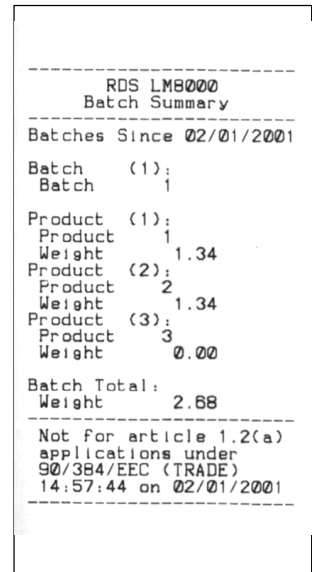 ------------------------
RDS LM8000
Batch Summary
------------------------
Batches Since 02/01/2001
Batch (1):
Batch 1
Product (1):
Product 1
Weight 1.34
Product (2):
Product 2
Weight 1.34
Product (3):
Product 3
Weight 0.00
Batch Total:
Weight 2.68
------------------------
Not for article 1.2(a)
applications under
90/384/EEC (TRADE)
14:57:44 on 02/01/2001
------------------------